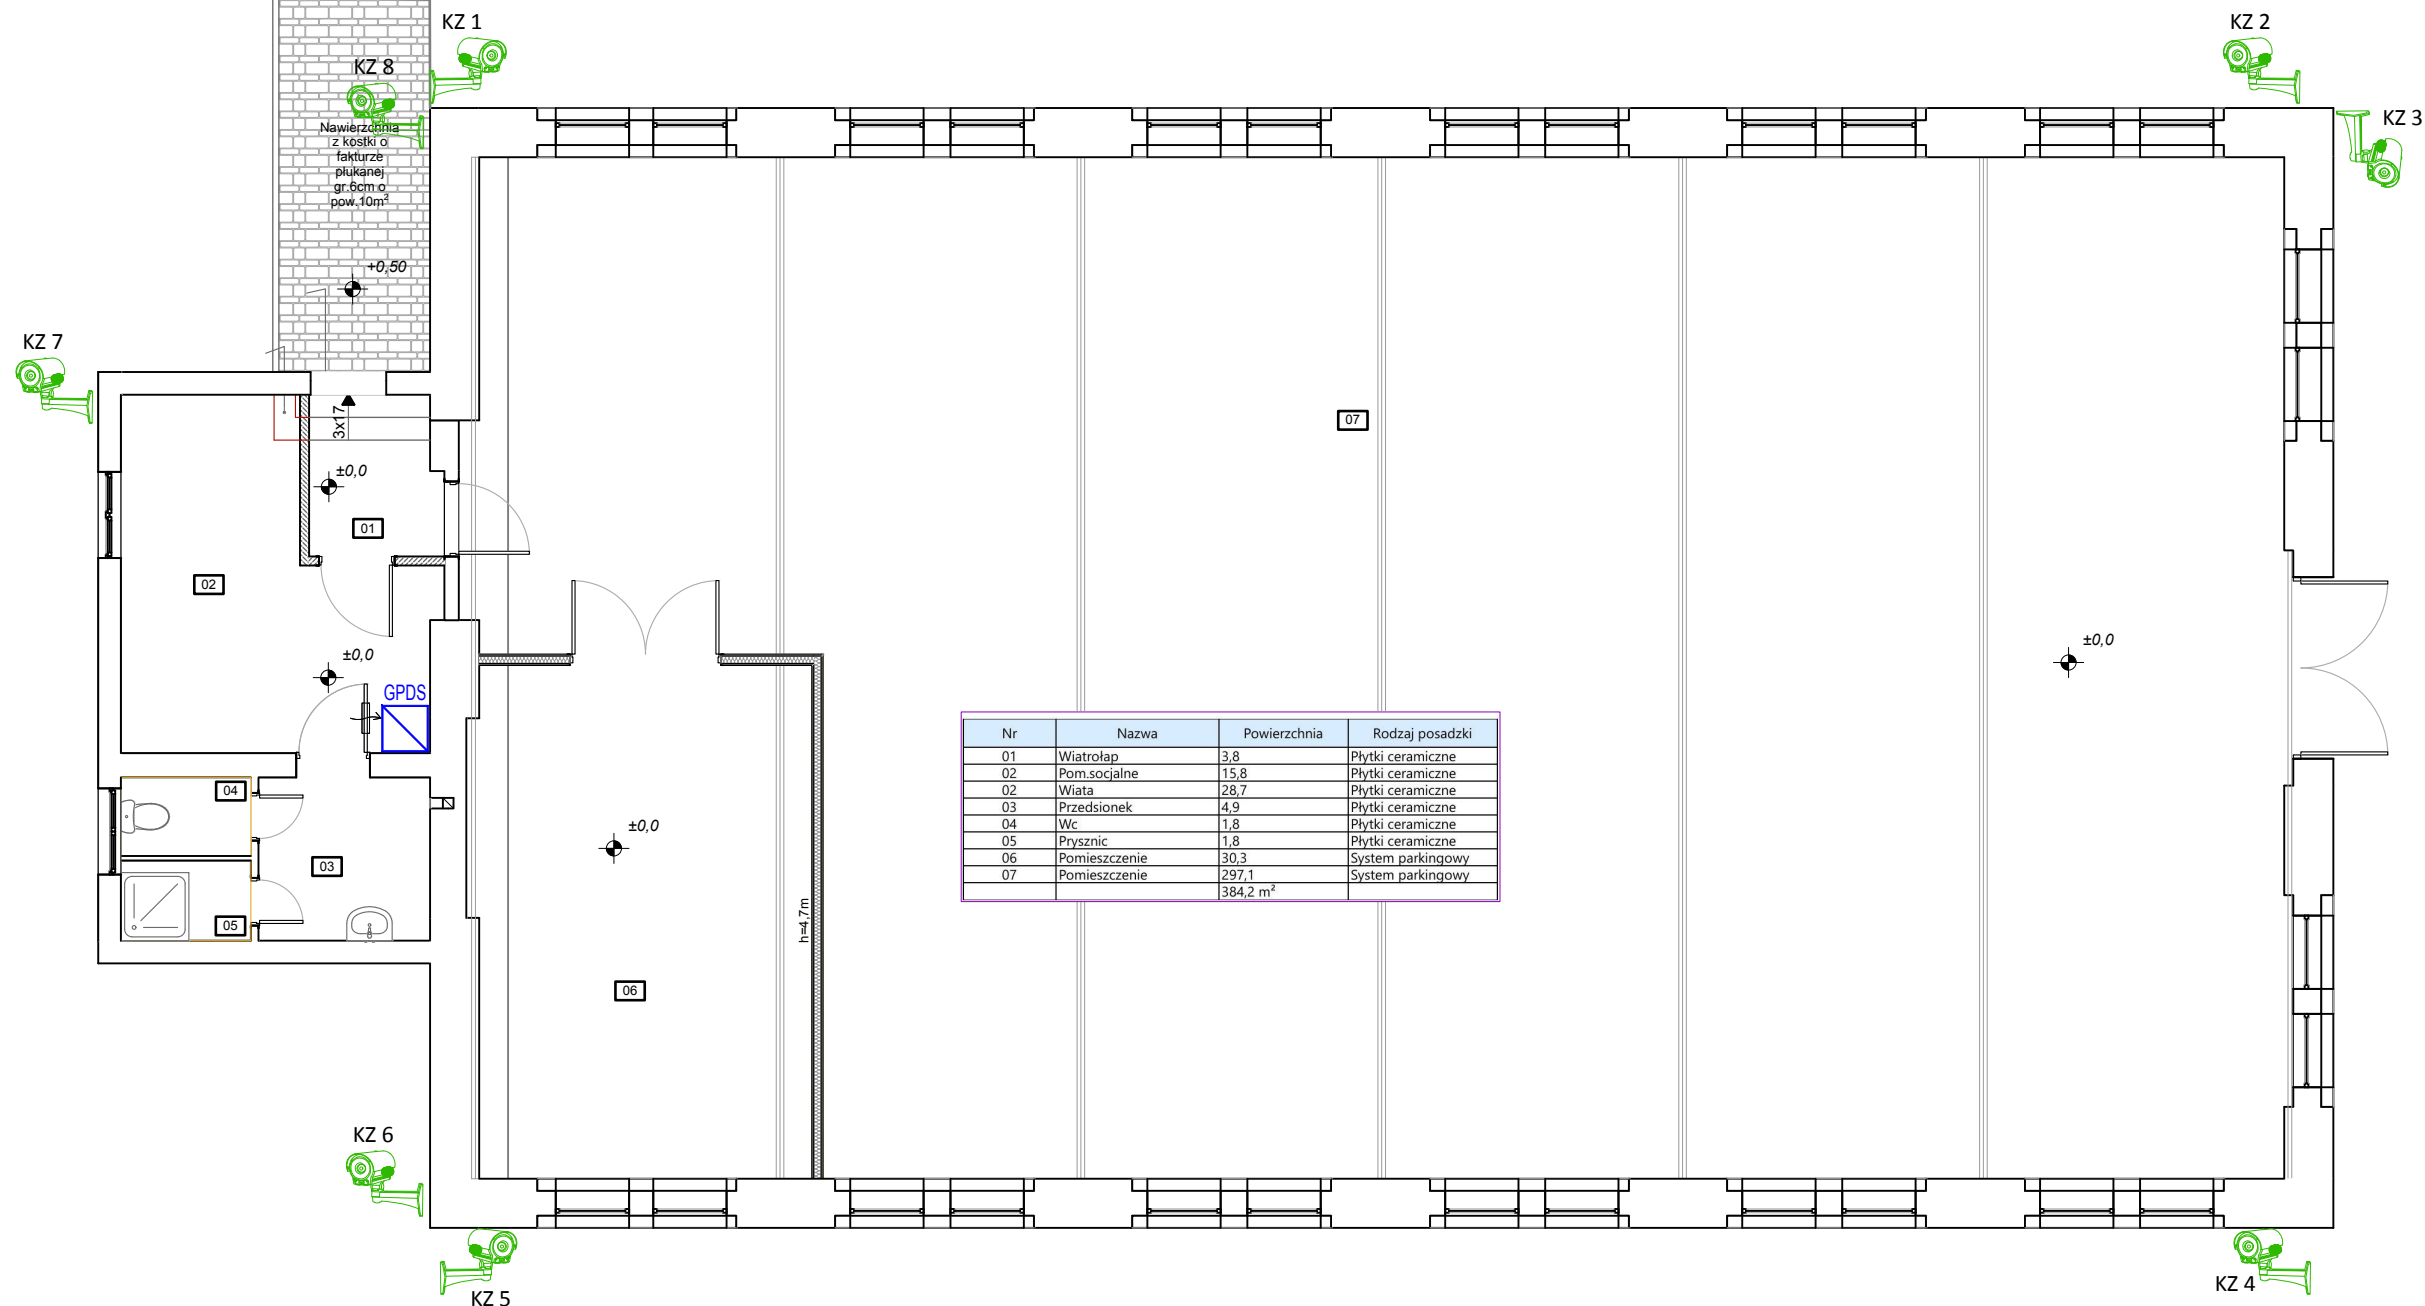 KZ 1
KZ 2
KZ 8
KZ 3
Nawierzchnia
z kostki o
fakturze
płukanej
gr.6cm o
pow.10m²
+0,50
KZ 7
3x17
07
±0,0
01
02
±0,0
±0,0
GPDS
Nr Nazwa Powierzchnia Rodzaj posadzki
01 Wiatrołap 3,8 Płytki ceramiczne
02 Pom.socjalne 15,8 Płytki ceramiczne
02 Wiata 28,7 Płytki ceramiczne
03 Przedsionek 4,9 Płytki ceramiczne
04 Wc 1,8 Płytki ceramiczne
05 Prysznic 1,8 Płytki ceramiczne
06 Pomieszczenie 30,3 System parkingowy
07 Pomieszczenie 297,1 System parkingowy
384,2 m²
04
±0,0
03
05
h=4,7m
06
KZ 6
KZ 5
KZ 4